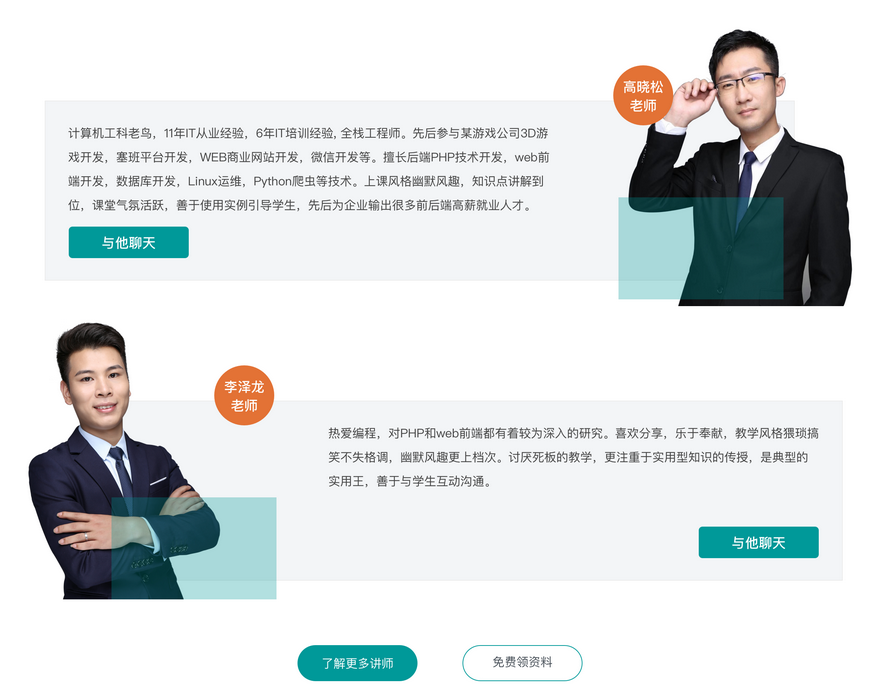 高晓松
老师
计算机工科老鸟，11年IT从业经验，6年IT培训经验, 全栈工程师。先后参与某游戏公司3D游
戏开发，塞班平台开发，WEB商业网站开发，微信开发等。擅长后端PHP技术开发，web前
端开发，数据库开发，Linux运维，Python爬虫等技术。上课风格幽默风趣，知识点讲解到
位，课堂气氛活跃，善于使用实例引导学生，先后为企业输出很多前后端高薪就业人才。
与他聊天
李泽龙
老师
热爱编程，对PHP和web前端都有着较为深入的研究。喜欢分享，乐于奉献，教学风格猥琐搞
笑不失格调，幽默风趣更上档次。讨厌死板的教学，更注重于实用型知识的传授，是典型的
实用王，善于与学生互动沟通。
与他聊天
了解更多讲师
免费领资料